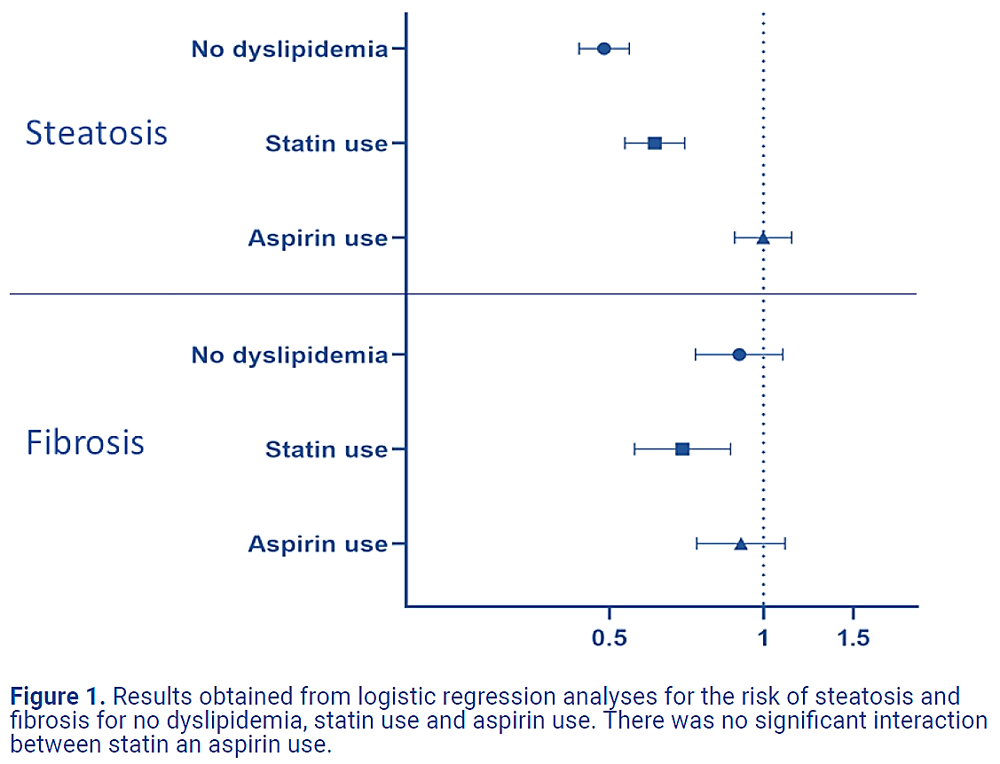 No dyslipidemia
Steatosis
Statin use
Aspirin use
No dyslipidemia
Fibrosis
Statin use
Aspirin use
0.5 1 1.5
Figure 1. Results obtained from logistic regression analyses for the risk of steatosis and
fibrosis for no dyslipidemia, statin use and aspirin use. There was no significant interaction
between statin an aspirin use.